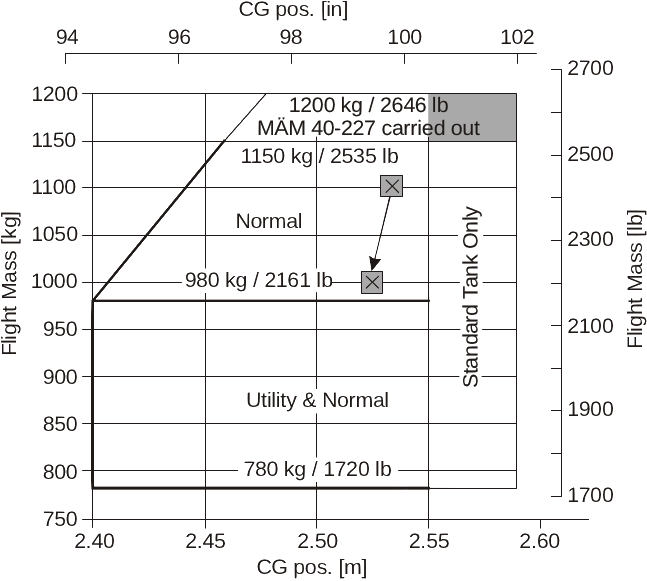 CG pos. [in]
94 96 98 100 102
2700
1200
1200 kg / 2646 lb
MÄM 40-227 carried out
1150
1150 kg / 2535 lb
2500
1100
Normal
1050
2300
1000
980 kg / 2161 lb
950
2100
900
Utility & Normal
1900
850
800
780 kg / 1720 lb
1700
750
Flight Mass [kg]
Standard Tank Only
Flight Mass [lb]
2.40 2.45 2.50 2.55 2.60
CG pos. [m]